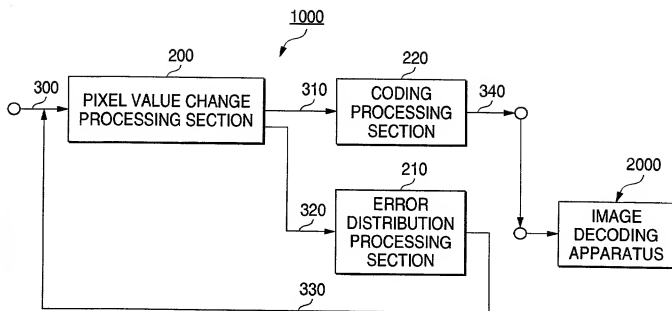 1000
200
PIXEL VALUE CHANGE
PROCESSING SECTION
300
310
220
CODING
PROCESSING
SECTION
340
320
210
ERROR
DISTRIBUTION
PROCESSING
SECTION
2000
IMAGE
DECODING
APPARATUS
330